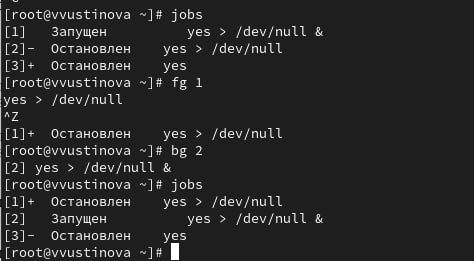 [root@vvustinova ~]# jobs
[1]   Запущен          yes > /dev/null &
[2]-  Остановлен    yes > /dev/null
[3]+  Остановлен    yes
[root@vvustinova ~]# fg 1
yes > /dev/null
^Z
[1]+  Остановлен    yes > /dev/null
[root@vvustinova ~]# bg 2
[2] yes > /dev/null &
[root@vvustinova ~]# jobs
[1]+  Остановлен    yes > /dev/null
[2]   Запущен          yes > /dev/null &
[3]-  Остановлен    yes
[root@vvustinova ~]#